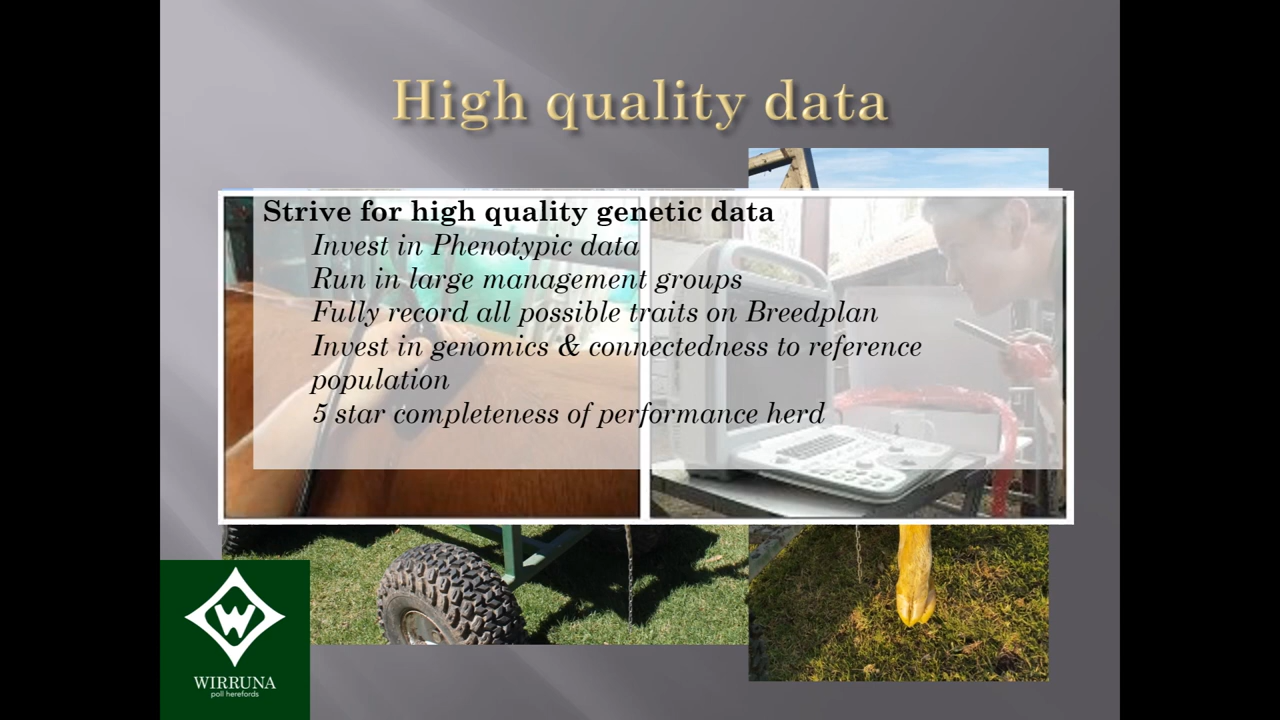 High quality data
Strive for high quality genetic data
Invest in Phenotypic data
Run in large management groups
Fully record all possible traits on Breedplan
Invest in genomics & connectedness to reference
population
5 star completeness of performance herd
W
WIRRUNA
poll herefords